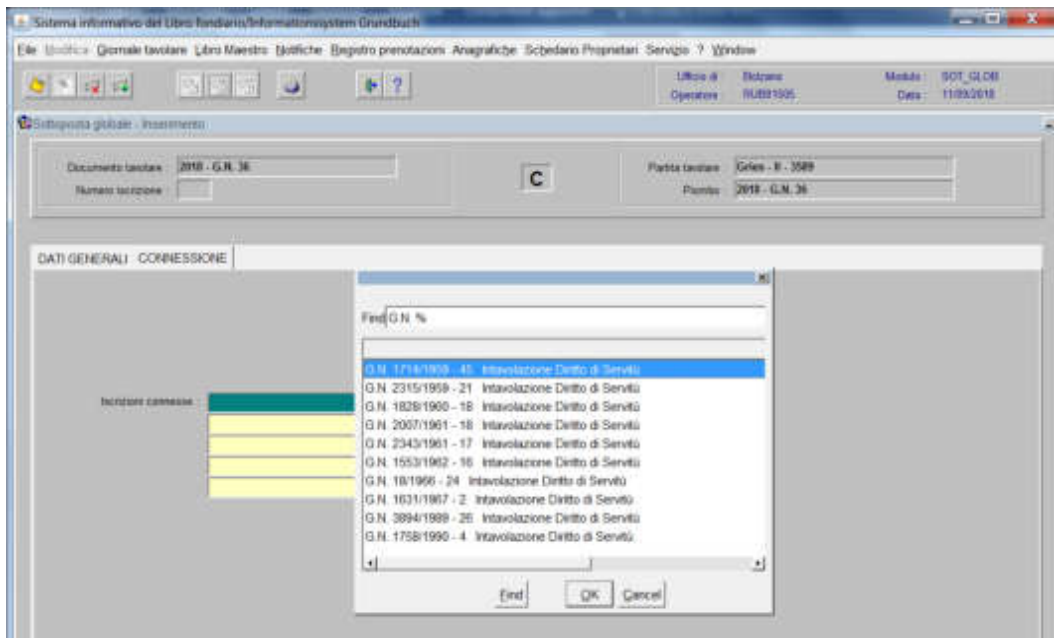 Sistema informativo del Libro fondiario/Informationssystem Grundbuch
File Modifica Giornale tavolare Libro Maestro Notifiche Registro prenotazioni Anagrafiche Schedario Proprietari Servizio ? Window
Ufficio di Bolzano Modulo : SOT_GLOB
Operatore Data : 11/09/2018
Sottoposta globale - Inserimento
Documento tavolare 2018 - G.N. 36 C Partita tavolare Gries - II - 3589
Numero iscrizione Piombo 2018 - G.N. 36
DATI GENERALI CONNESSIONE
Find G.N. %
G.N. 1714/1959 - 45 Intavolazione Diritto di Servitù
G.N. 2315/1959 - 21 Intavolazione Diritto di Servitù
G.N. 1828/1960 - 18 Intavolazione Diritto di Servitù
G.N. 2007/1961 - 18 Intavolazione Diritto di Servitù
G.N. 2343/1961 - 17 Intavolazione Diritto di Servitù
G.N. 1553/1962 - 16 Intavolazione Diritto di Servitù
G.N. 18/1966 - 24 Intavolazione Diritto di Servitù
G.N. 1631/1967 - 2 Intavolazione Diritto di Servitù
G.N. 3894/1989 - 26 Intavolazione Diritto di Servitù
G.N. 1758/1990 - 4 Intavolazione Diritto di Servitù
Iscrizioni connesse :
Find OK Cancel